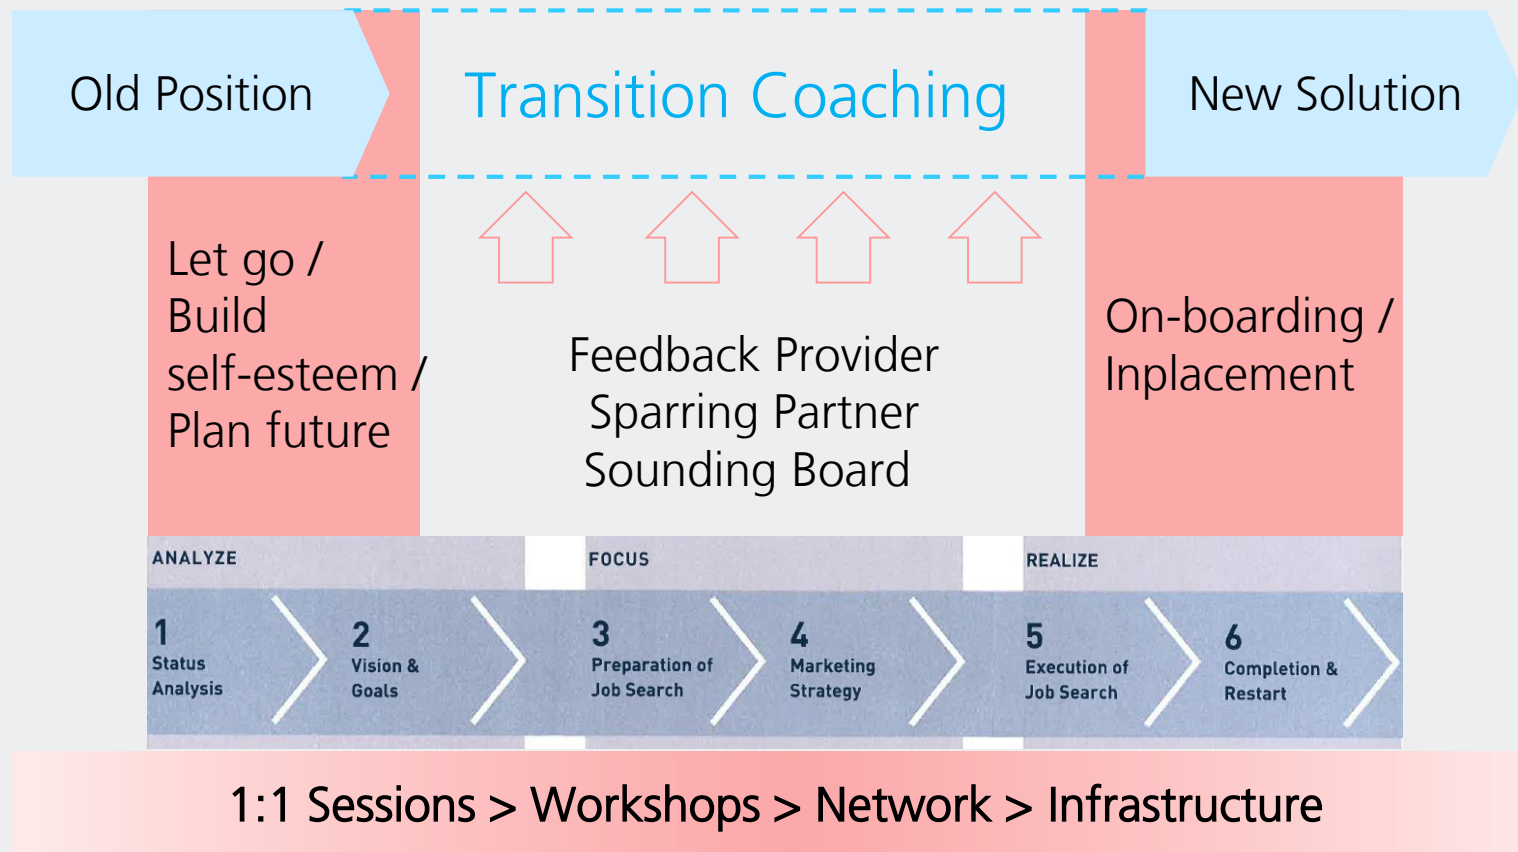 Old Position
Transition Coaching
New Solution
Let go /
Build
self-esteem /
Plan future
Feedback Provider
Sparring Partner
Sounding Board
On-boarding /
Inplacement
ANALYZE
FOCUS
REALIZE
1
Status
Analysis
2
Vision &
Goals
3
Preparation of
Job Search
4
Marketing
Strategy
5
Execution of
Job Search
6
Completion &
Restart
1:1 Sessions > Workshops > Network > Infrastructure